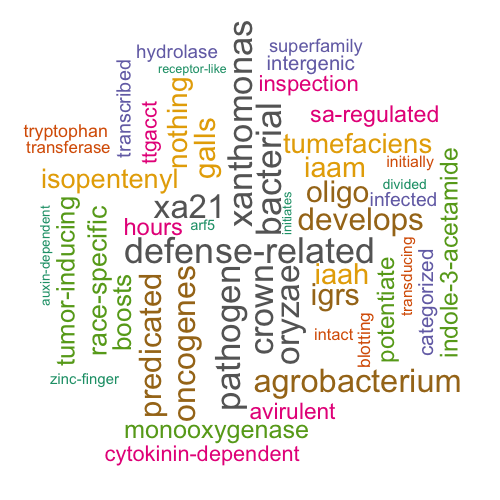 superfamily
hydrolase
intergenic
receptor-like
inspection
xanthomonas
transcribed
ttgacct
nothing
galls
bacterial
sa-regulated
tryptophan
transferase
tumefaciens
initially
isopentenyl
iaam
divided
oligo
infected
xa21
initiates
develops
hours
arf5
defense-related
auxin-dependent
tumor-inducing
race-specific
boosts
predicated
oncogenes
pathogen
crown
oryzae
iaah
igrs
transducing
categorized
indole-3-acetamide
potentiate
blotting
intact
zinc-finger
agrobacterium
avirulent
monooxygenase
cytokinin-dependent